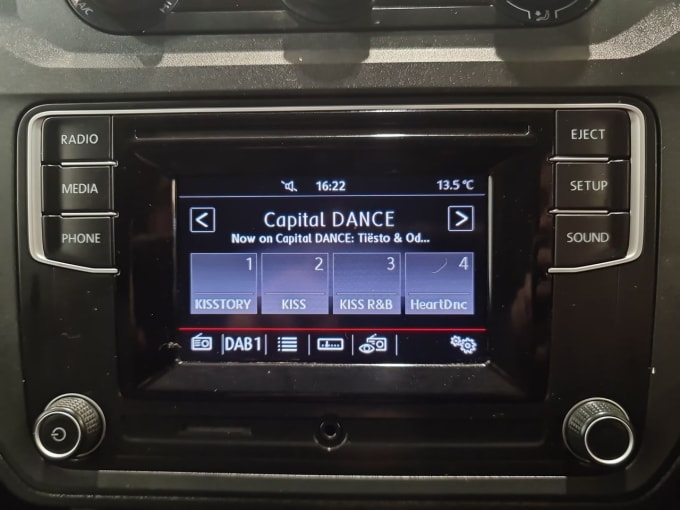 A/C
RADIO
MEDIA
PHONE
EJECT
SETUP
SOUND
16:22 13.5 °C
< Capital DANCE >
Now on Capital DANCE: Tiësto & Od...
1 2 3 4
KISSTORY KISS KISS R&B HeartDnc
DAB1